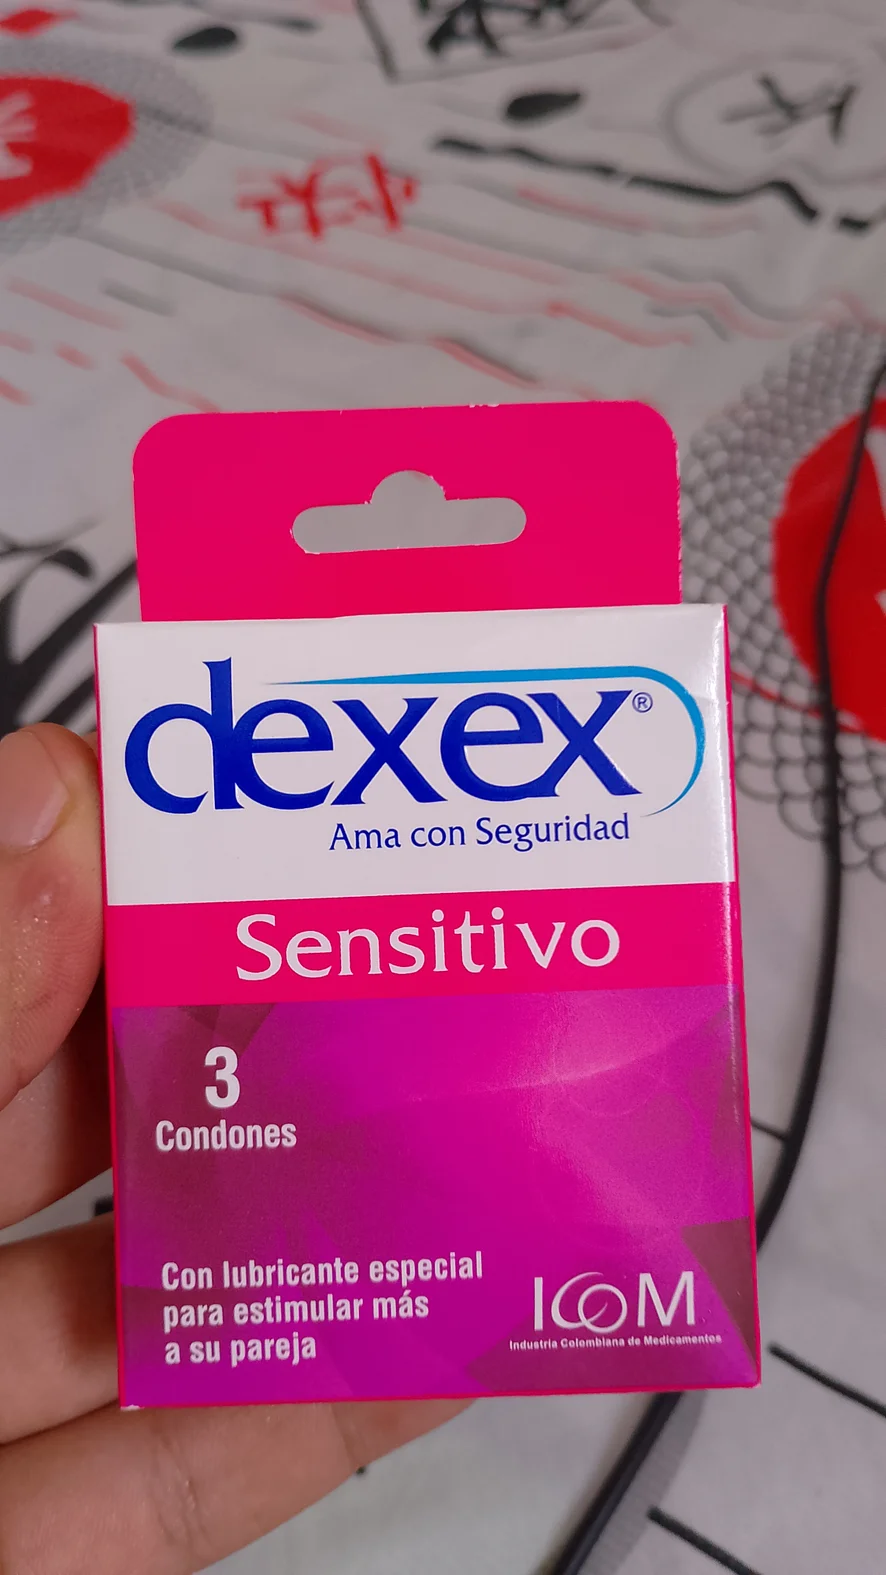 dexex®
Ama con Seguridad
Sensitivo
3
Condones
Con lubricante especial
para estimular más
a su pareja
ICOM
Industria Colombiana de Medicamentos